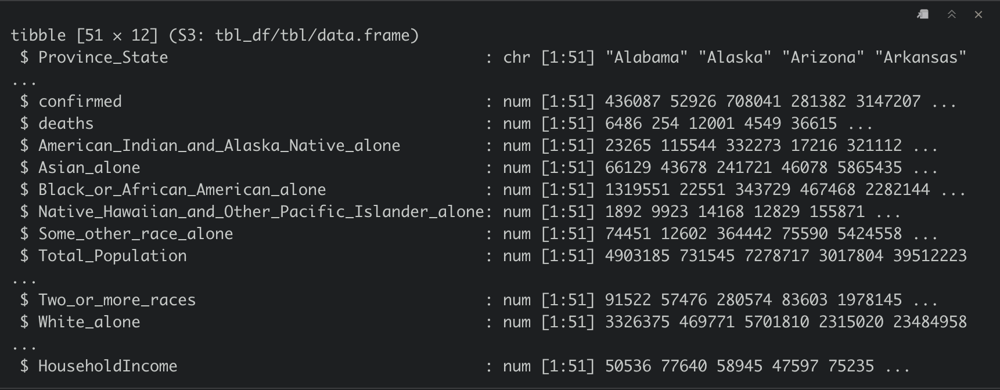 tibble [51 × 12] (S3: tbl_df/tbl/data.frame)
 $ Province_State                                  : chr [1:51] "Alabama" "Alaska" "Arizona" "Arkansas"
...
 $ confirmed                                       : num [1:51] 436087 52926 708041 281382 3147207 ...
 $ deaths                                          : num [1:51] 6486 254 12001 4549 36615 ...
 $ American_Indian_and_Alaska_Native_alone         : num [1:51] 23265 115544 332273 17216 321112 ...
 $ Asian_alone                                     : num [1:51] 66129 43678 241721 46078 5865435 ...
 $ Black_or_African_American_alone                 : num [1:51] 1319551 22551 343729 467468 2282144 ...
 $ Native_Hawaiian_and_Other_Pacific_Islander_alone: num [1:51] 1892 9923 14168 12829 155871 ...
 $ Some_other_race_alone                           : num [1:51] 74451 12602 364442 75590 5424558 ...
 $ Total_Population                                : num [1:51] 4903185 731545 7278717 3017804 39512223
...
 $ Two_or_more_races                               : num [1:51] 91522 57476 280574 83603 1978145 ...
 $ White_alone                                     : num [1:51] 3326375 469771 5701810 2315020 23484958
...
 $ HouseholdIncome                                 : num [1:51] 50536 77640 58945 47597 75235 ...